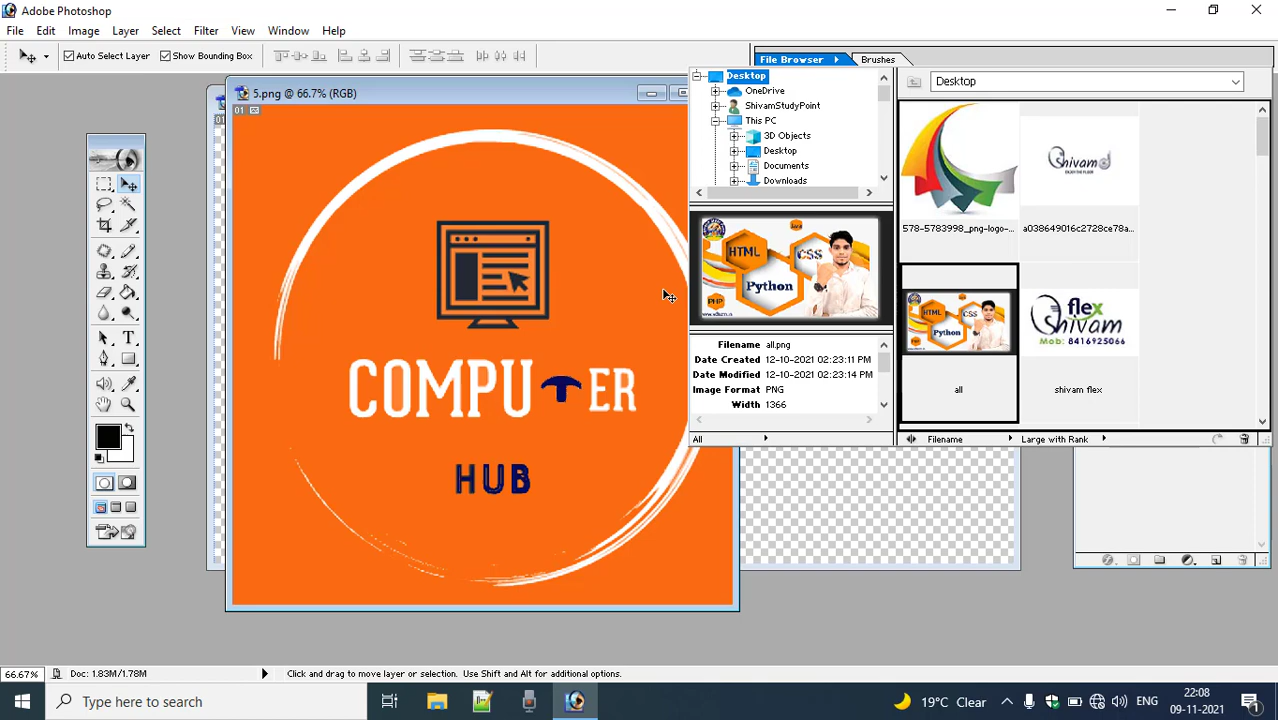 Adobe Photoshop
File Edit Image Layer Select Filter View Window Help
Auto Select Layer Show Bounding Box
File Browser Brushes
5.png @ 66.7% (RGB)
01
COMPUTER
HUB
Desktop
OneDrive
ShivamStudyPoint
This PC
3D Objects
Desktop
Documents
Downloads
HTML
Java
CSS
Python
PHP
Filename all.png
Date Created 12-10-2021 02:23:11 PM
Date Modified 12-10-2021 02:23:14 PM
Image Format PNG
Width 1366
All
Desktop
578-5783998_png-logo-...
Shivam
ENJOY THE FLOOR
a038649016c2728ce78a...
HTML
CSS
Python
all
flex
Shivam
Mob: 8416925066
shivam flex
Filename Large with Rank
66.67% Doc: 1.83M/1.78M Click and drag to move layer or selection. Use Shift and Alt for additional options.
Type here to search
19°C Clear
ENG
22:08
09-11-2021
1